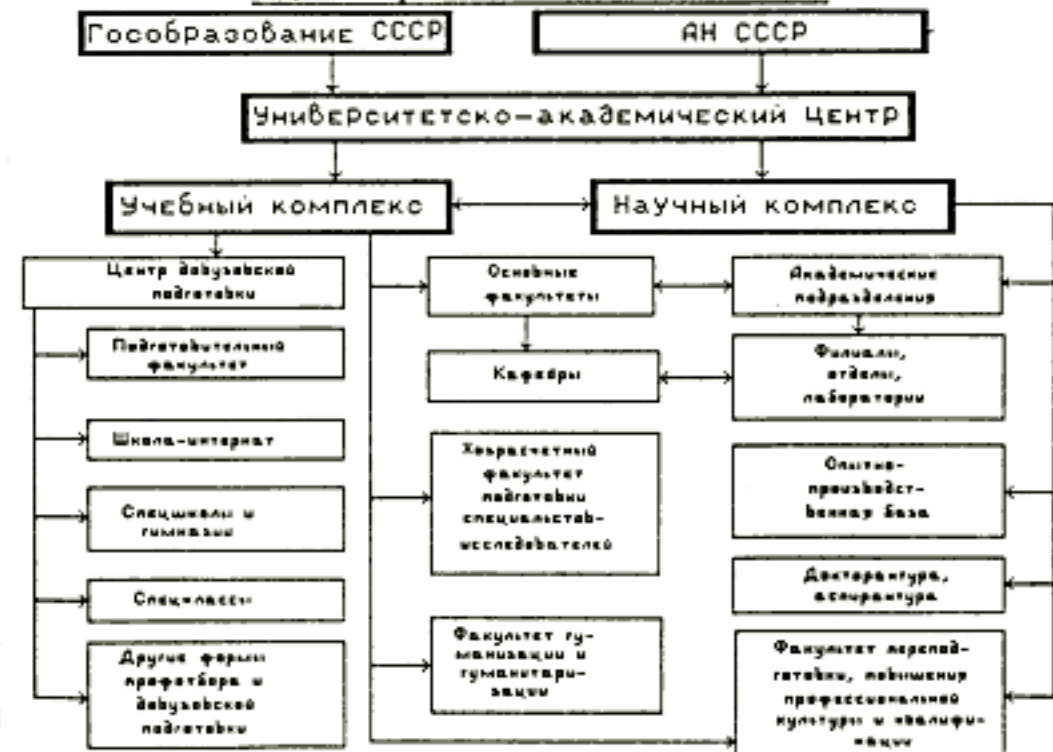 Гособразование СССР
АН СССР
Университетско-академический Центр
Учебный комплекс
Научный комплекс
Центр довузовской
подготовки
Подготовительный
факультет
Школа-интернат
Спецшколы и
гимназии
Спецклассы
Другие формы
профотбора и
довузовской
подготовки
Основные
факультеты
Кафедры
Хозрасчетный
факультет
подготовки
специалистов-
исследователей
Факультет гу-
манизации и
гуманитари-
зации
Академические
подразделения
Филиалы,
отделы,
лаборатории
Опытно-
производст-
венная база
Докторантура,
аспирантура
Факультет перепод-
готовки, повышения
профессиональной
культуры и квалифи-
кации